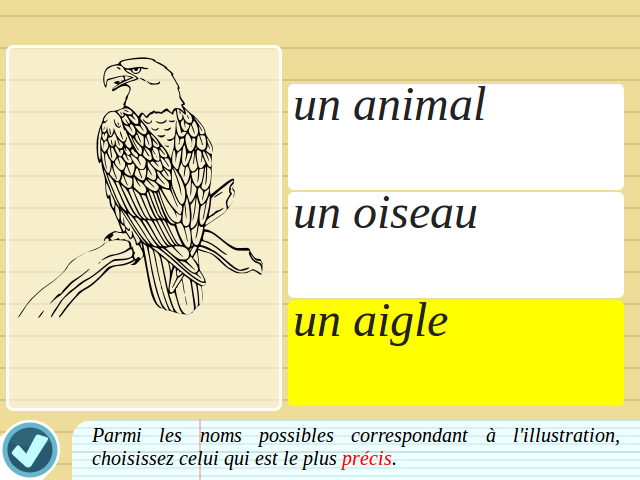 un animal
un oiseau
un aigle
Parmi les noms possibles correspondant à l'illustration,
choisissez celui qui est le plus précis.